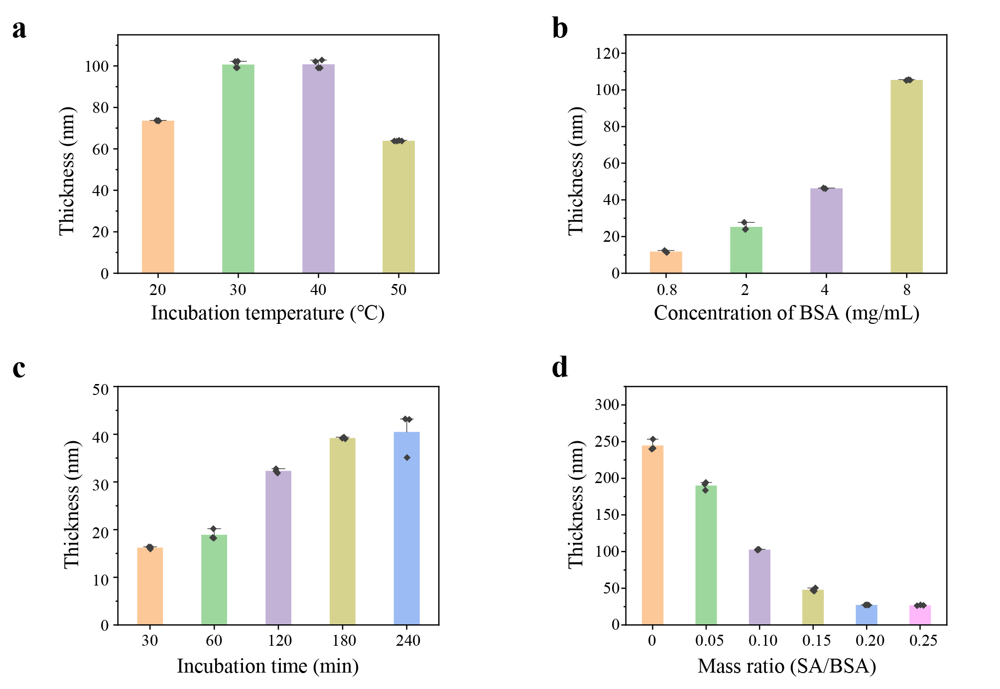 a
100
80
60
40
20
0
Thickness (nm)
20 30 40 50
Incubation temperature (°C)
b
120
100
80
60
40
20
0
Thickness (nm)
0.8 2 4 8
Concentration of BSA (mg/mL)
c
50
40
30
20
10
0
Thickness (nm)
30 60 120 180 240
Incubation time (min)
d
300
250
200
150
100
50
0
Thickness (nm)
0 0.05 0.10 0.15 0.20 0.25
Mass ratio (SA/BSA)